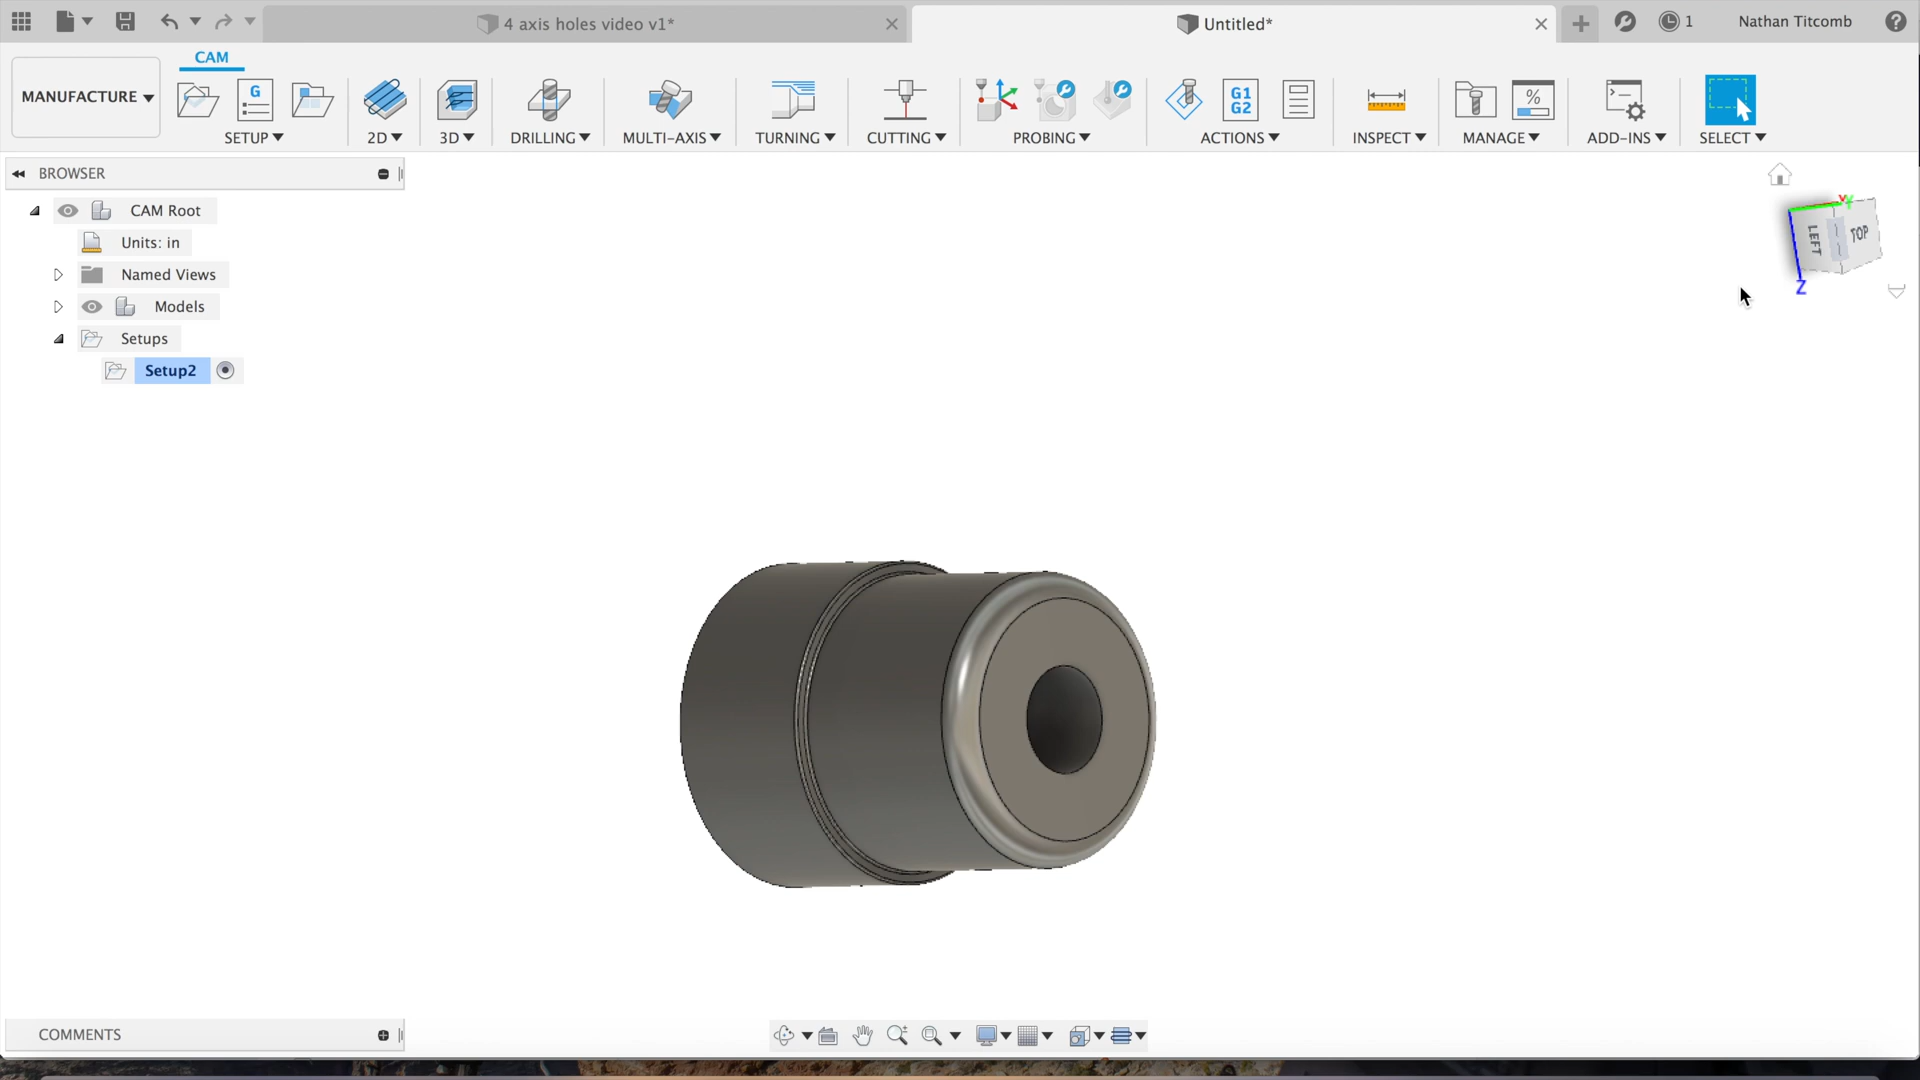 4 axis holes video v1*
Untitled*
1
Nathan Titcomb
?
MANUFACTURE
CAM
G
SETUP
2D
3D
DRILLING
MULTI-AXIS
TURNING
CUTTING
PROBING
G1
G2
ACTIONS
INSPECT
%
MANAGE
ADD-INS
SELECT
BROWSER
CAM Root
Units: in
Named Views
Models
Setups
Setup2
LEFT
TOP
Y
Z
COMMENTS